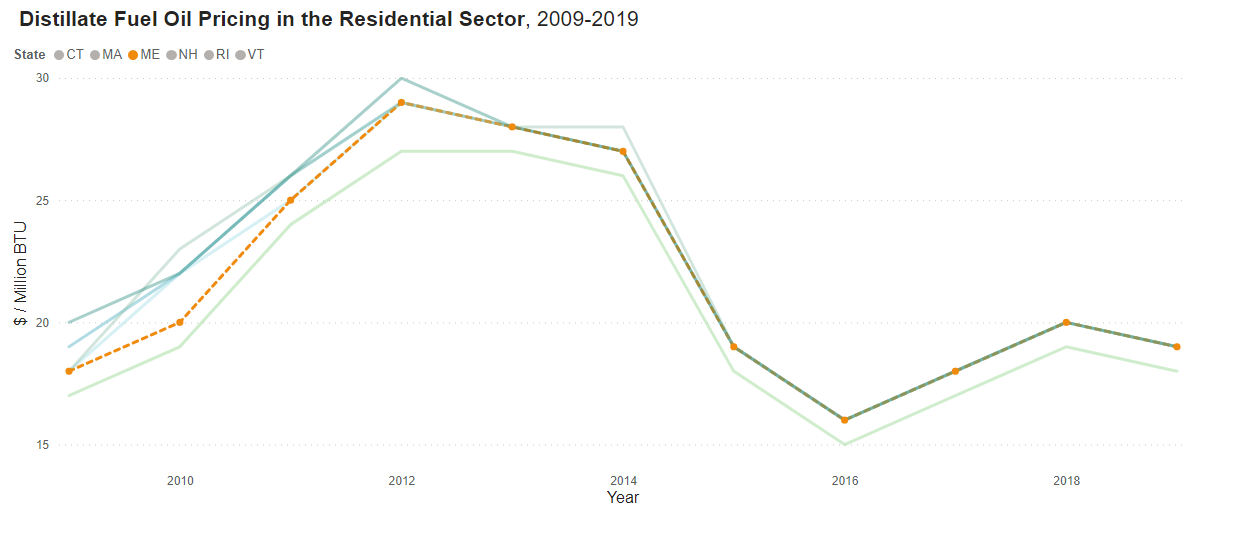 Distillate Fuel Oil Pricing in the Residential Sector, 2009-2019
State CT MA ME NH RI VT
30
25
20
15
$ / Million BTU
2010 2012 2014 2016 2018
Year